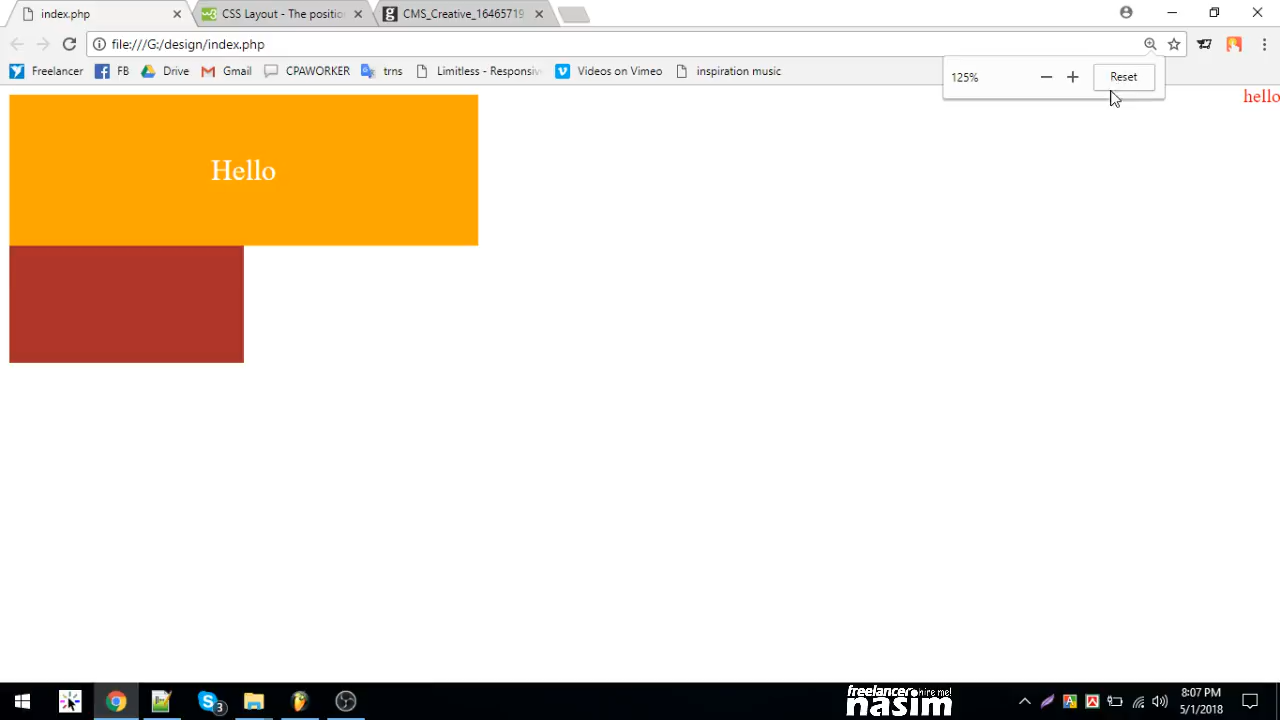 index.php
CSS Layout - The positio
CMS_Creative_16465719
file:///G:/design/index.php
Freelancer
FB
Drive
Gmail
CPAWORKER
trns
Limitless - Responsiv
Videos on Vimeo
inspiration music
125%
Reset
hello
Hello
freelancer hire me!
nasim
3
8:07 PM
5/1/2018